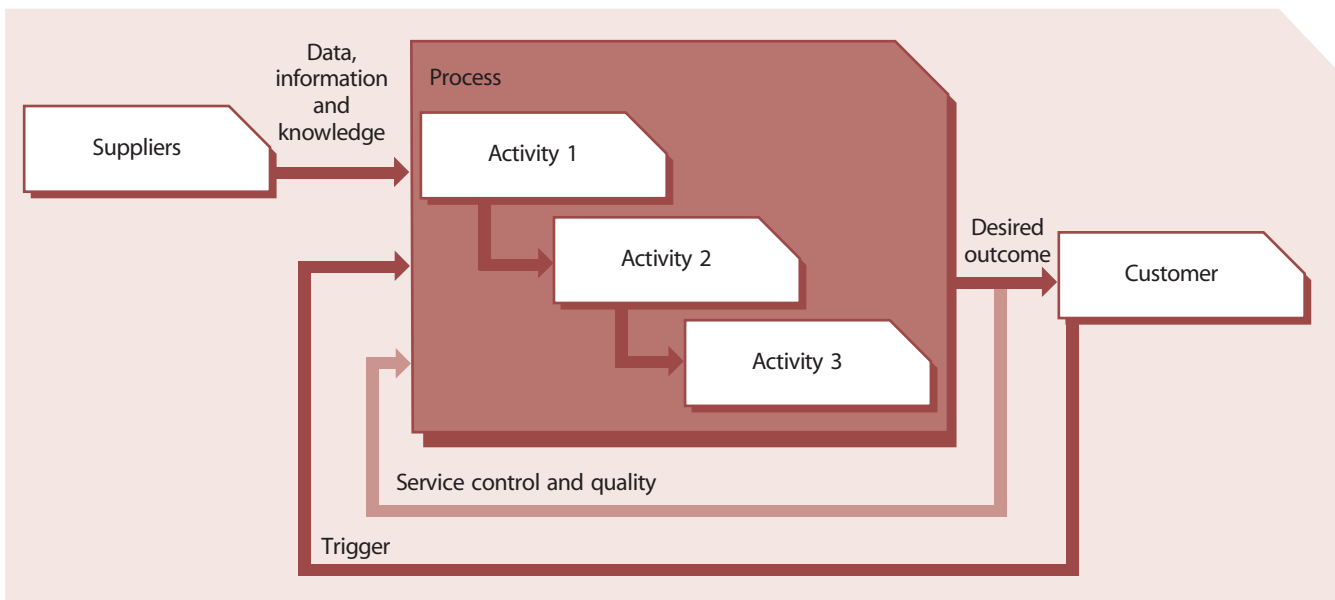 Data,
information
and
knowledge
Suppliers
Process
Activity 1
Activity 2
Activity 3
Desired
outcome
Customer
Service control and quality
Trigger